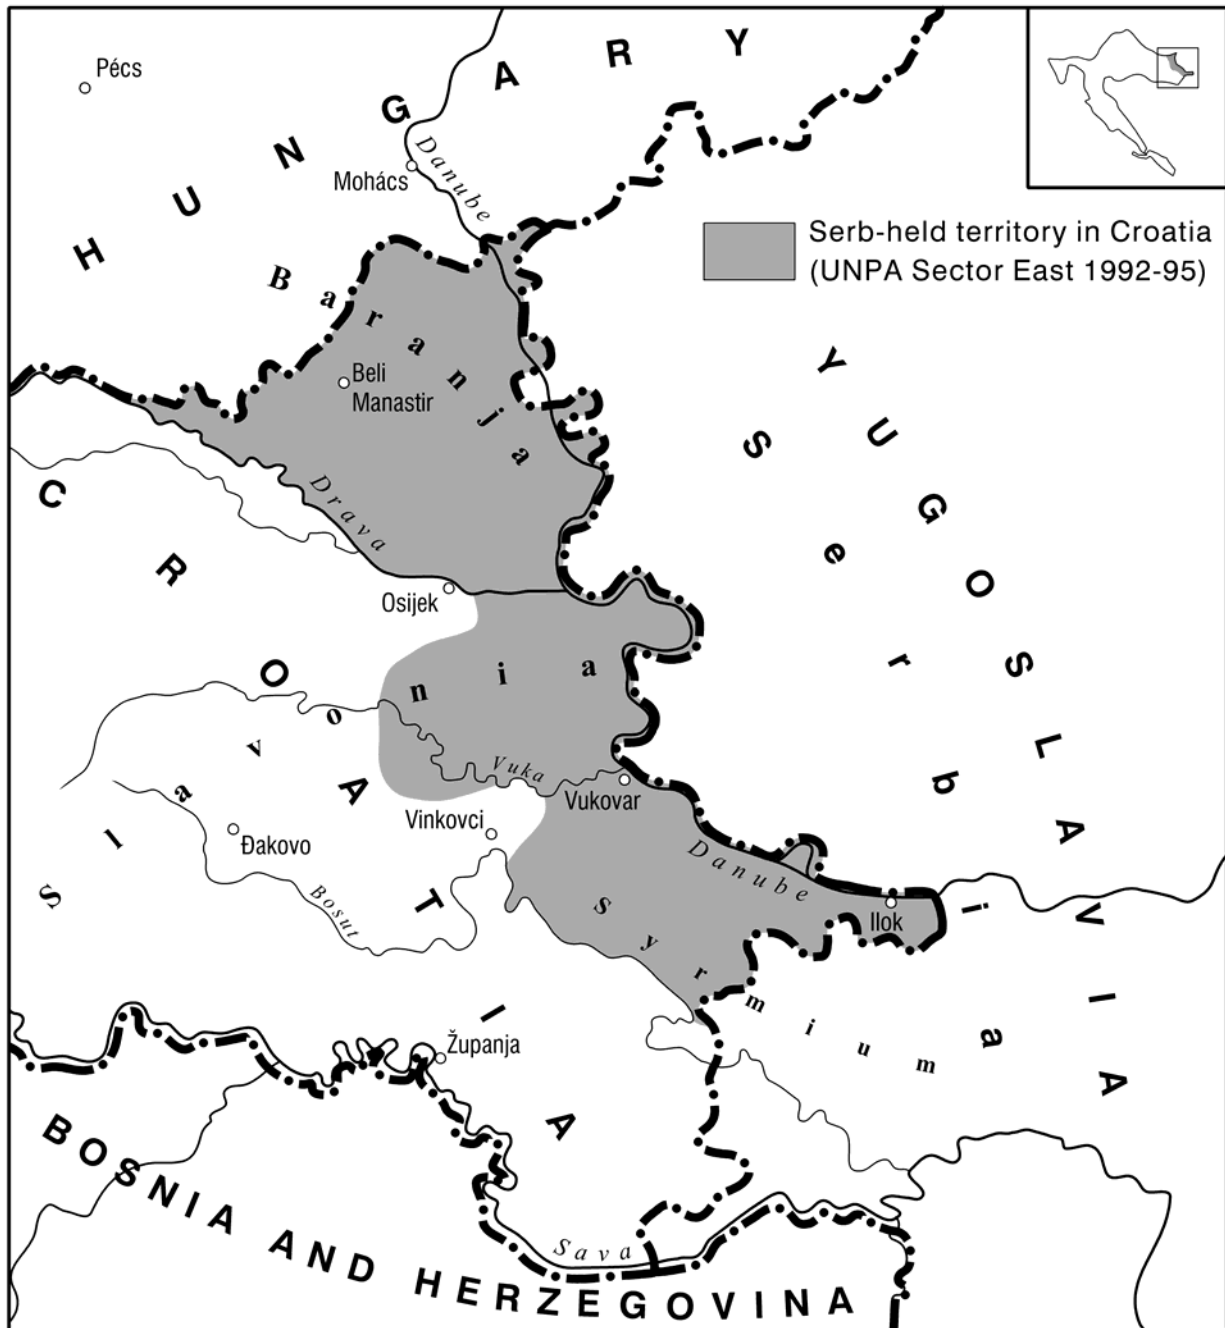 Pécs
HUNGARY
Mohács
Danube
Serb-held territory in Croatia
(UNPA Sector East 1992-95)
Baranja
Beli
Manastir
YUGOSLAVIA
Serbia
CROATIA
Drava
Osijek
Slavonia
Vuka
Vukovar
Vinkovci
Đakovo
Bosut
Danube
Ilok
Syrmium
Županja
BOSNIA AND HERZEGOVINA
Sava